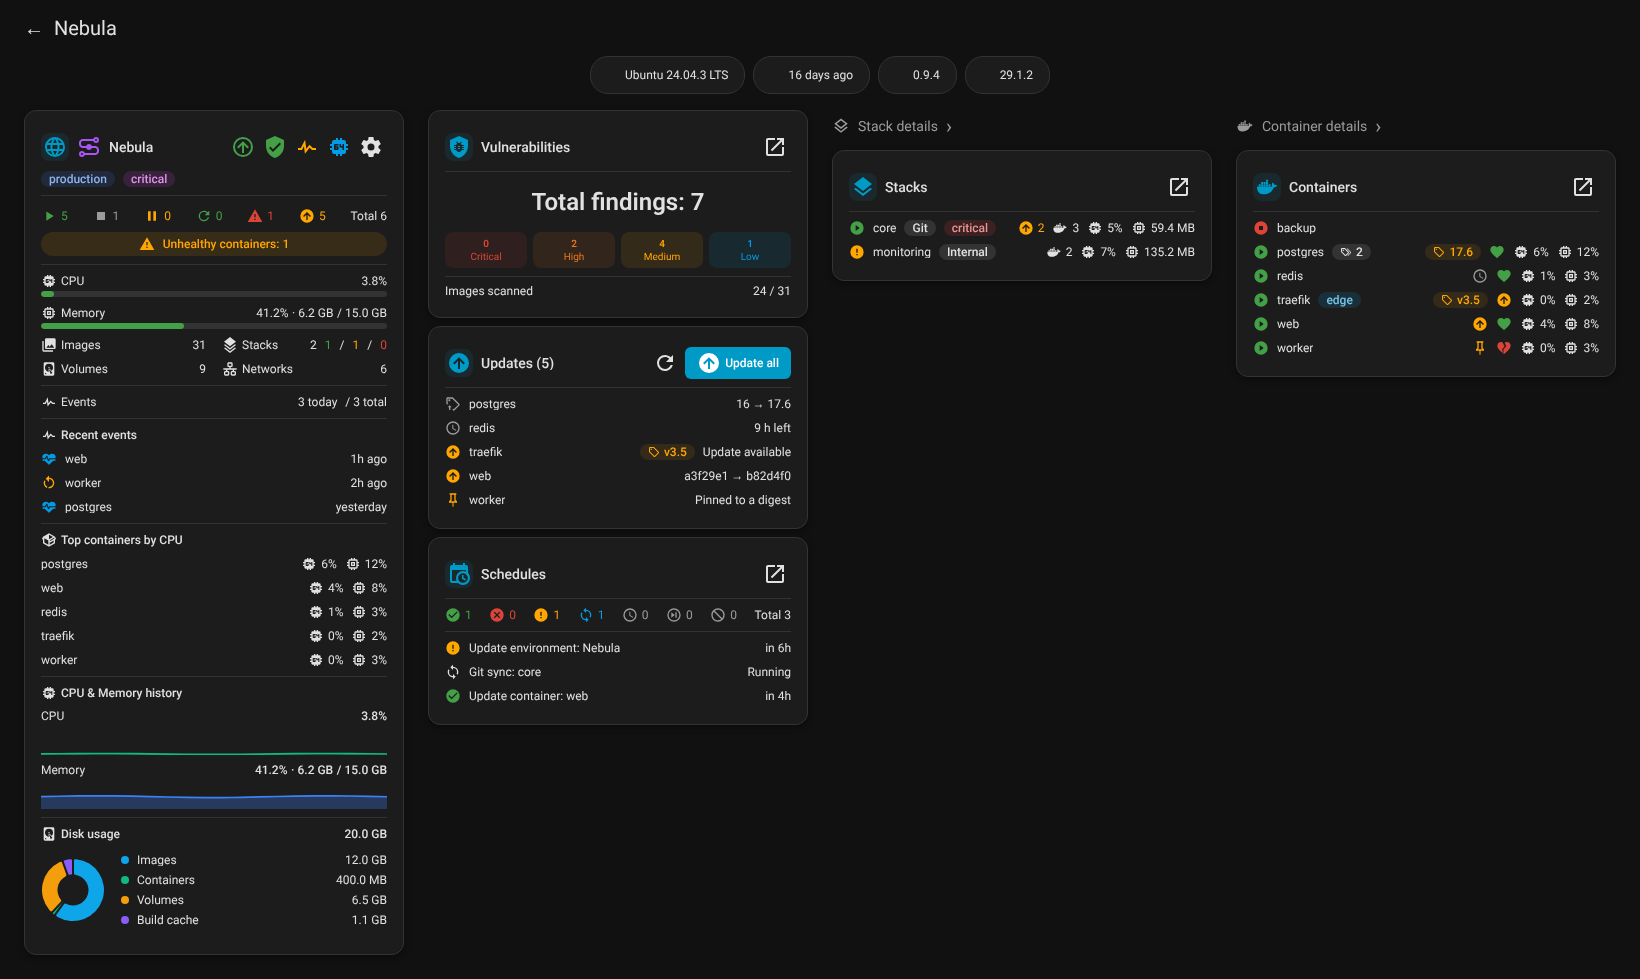 ← Nebula
Ubuntu 24.04.3 LTS
16 days ago
0.9.4
29.1.2
Nebula
production critical
5 1 0 0 1 5 Total 6
Unhealthy containers: 1
CPU 3.8%
Memory 41.2% · 6.2 GB / 15.0 GB
Images 31 Stacks 2 1 / 1 / 0
Volumes 9 Networks 6
Events 3 today / 3 total
Recent events
web 1h ago
worker 2h ago
postgres yesterday
Top containers by CPU
postgres 6% 12%
web 4% 8%
redis 1% 3%
traefik 0% 2%
worker 0% 3%
CPU & Memory history
CPU 3.8%
Memory 41.2% · 6.2 GB / 15.0 GB
Disk usage 20.0 GB
Images 12.0 GB
Containers 400.0 MB
Volumes 6.5 GB
Build cache 1.1 GB
Vulnerabilities
Total findings: 7
0 Critical
2 High
4 Medium
1 Low
Images scanned 24 / 31
Updates (5) Update all
postgres 16 → 17.6
redis 9 h left
traefik v3.5 Update available
web a3f29e1 → b82d4f0
worker Pinned to a digest
Schedules
1 0 1 1 0 0 0 Total 3
Update environment: Nebula in 6h
Git sync: core Running
Update container: web in 4h
Stack details ›
Stacks
core Git critical 2 3 5% 59.4 MB
monitoring Internal 2 7% 135.2 MB
Container details ›
Containers
backup
postgres 2 17.6 6% 12%
redis 1% 3%
traefik edge v3.5 0% 2%
web 4% 8%
worker 0% 3%